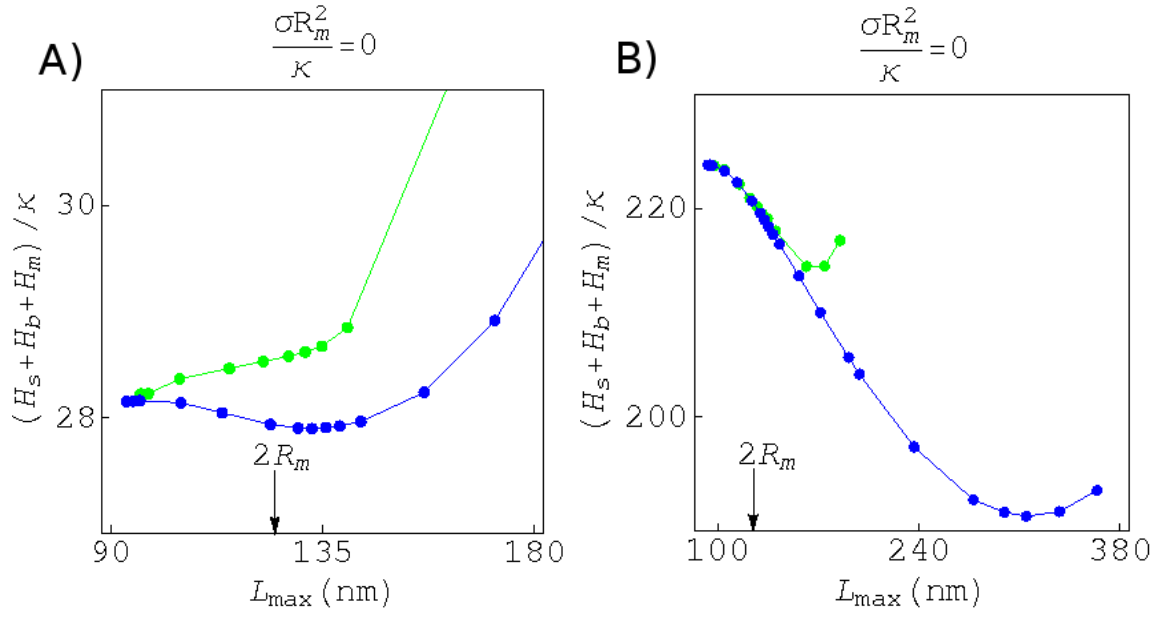 A)
σR_m^2/κ=0
(H_s+H_b+H_m)/κ
30
28
2R_m
90
135
180
L_max(nm)
B)
σR_m^2/κ=0
(H_s+H_b+H_m)/κ
220
200
2R_m
100
240
380
L_max(nm)